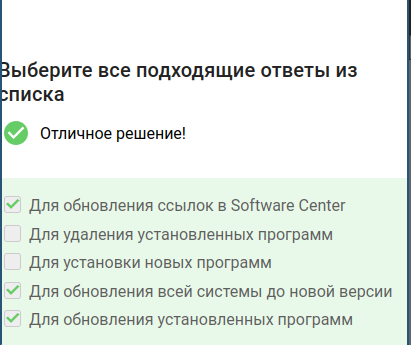 Выберите все подходящие ответы из
списка
Отличное решение!
Для обновления ссылок в Software Center
Для удаления установленных программ
Для установки новых программ
Для обновления всей системы до новой версии
Для обновления установленных программ